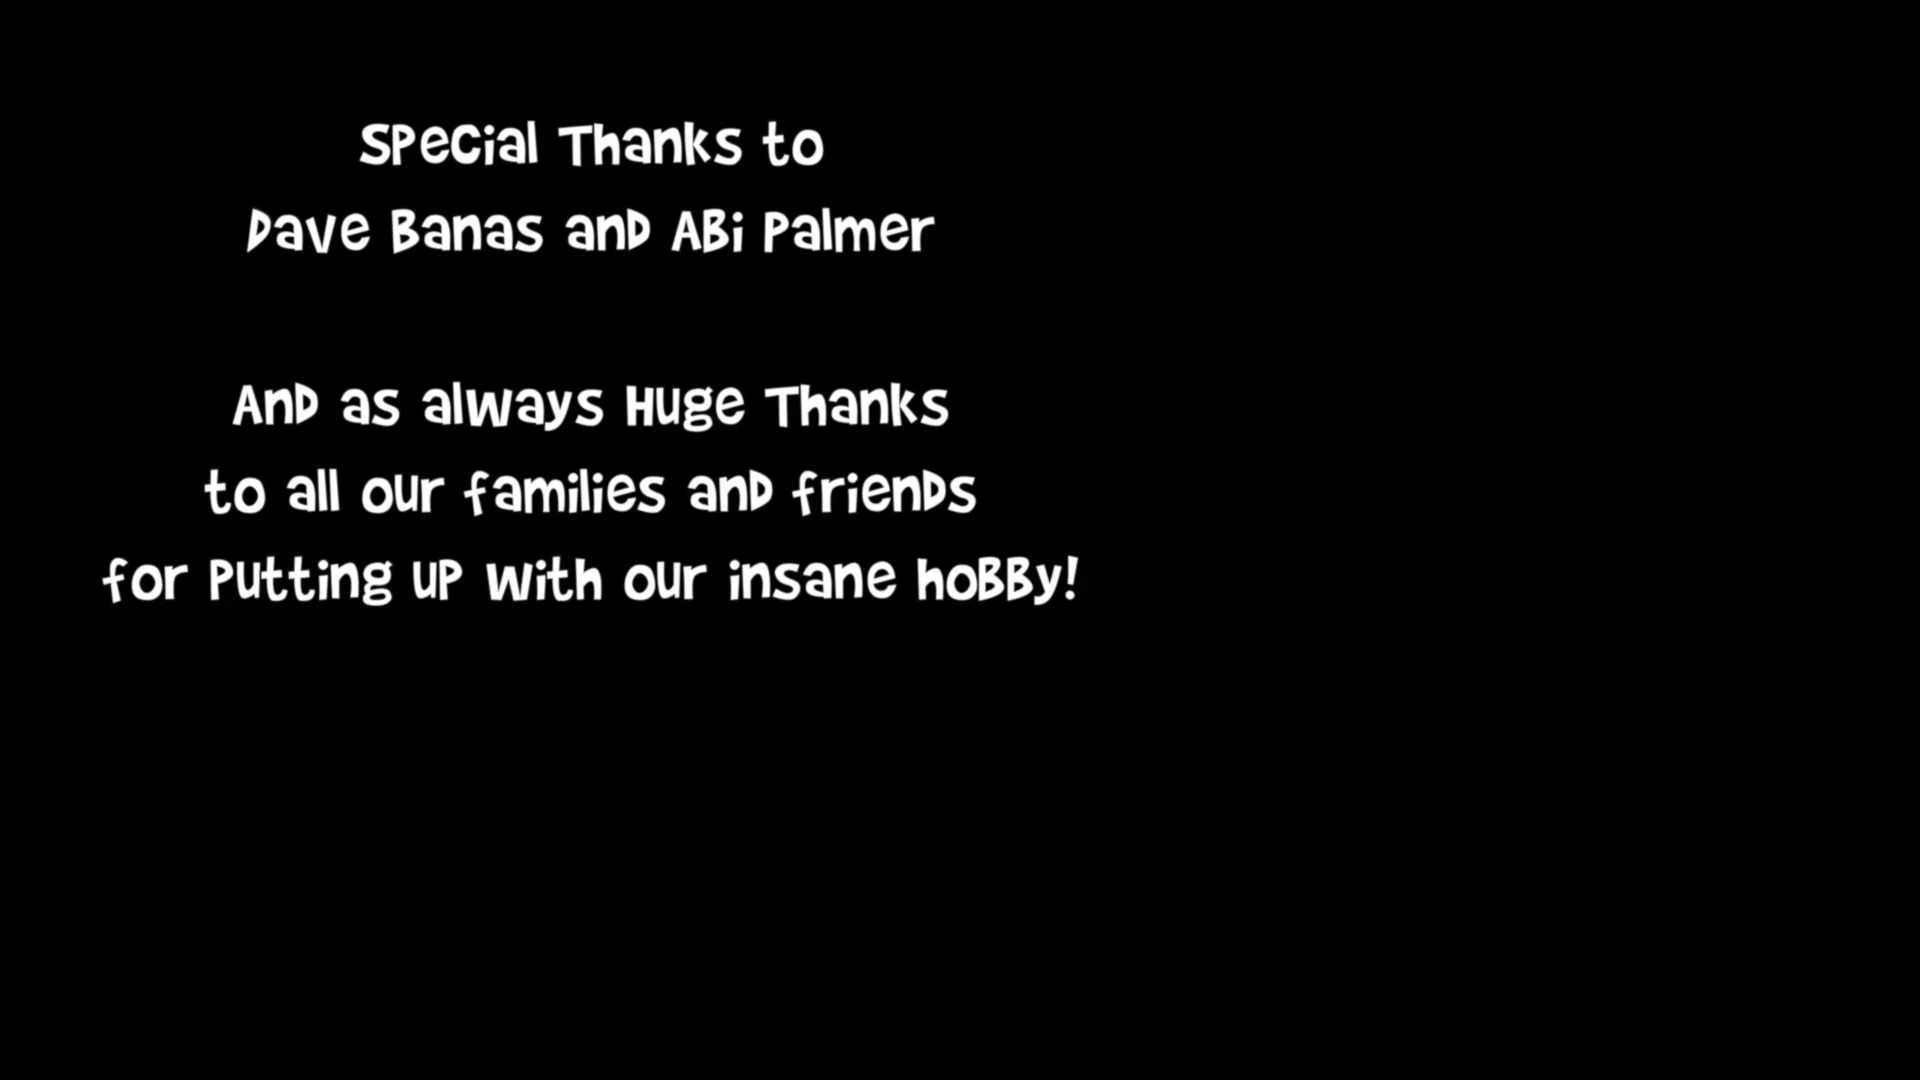 Special Thanks to
Dave Banas and Abi Palmer
And as always Huge Thanks
to all our families and friends
for putting up with our insane hobby!